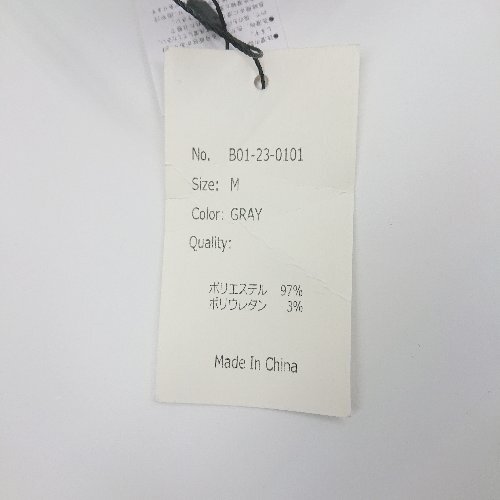 No. B01-23-0101
Size: M
Color: GRAY
Quality:
ポリエステル 97%
ポリウレタン 3%
Made In China